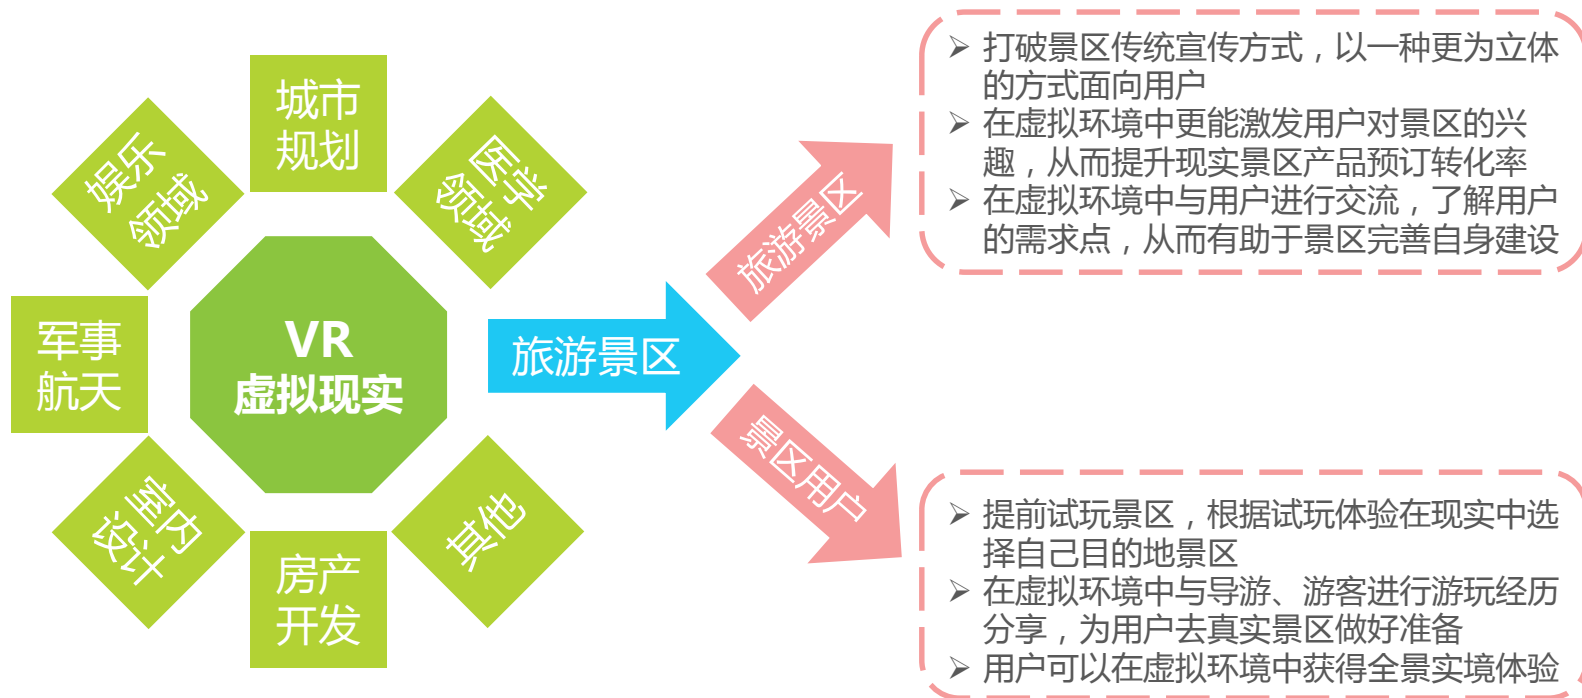 城市
规划
娱乐
领域
医学
领域
军事
航天
VR
虚拟现实
室内
设计
房产
开发
其他
旅游景区
旅游景区
➢ 打破景区传统宣传方式，以一种更为立体
的方式面向用户
➢ 在虚拟环境中更能激发用户对景区的兴
趣，从而提升现实景区产品预订转化率
➢ 在虚拟环境中与用户进行交流，了解用户
的需求点，从而有助于景区完善自身建设
景区用户
➢ 提前试玩景区，根据试玩体验在现实中选
择自己目的地景区
➢ 在虚拟环境中与导游、游客进行游玩经历
分享，为用户去真实景区做好准备
➢ 用户可以在虚拟环境中获得全景实境体验